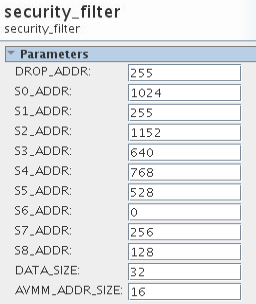 security_filter
security_filter
Parameters
DROP_ADDR: 255
S0_ADDR: 1024
S1_ADDR: 255
S2_ADDR: 1152
S3_ADDR: 640
S4_ADDR: 768
S5_ADDR: 528
S6_ADDR: 0
S7_ADDR: 256
S8_ADDR: 128
DATA_SIZE: 32
AVMM_ADDR_SIZE: 16